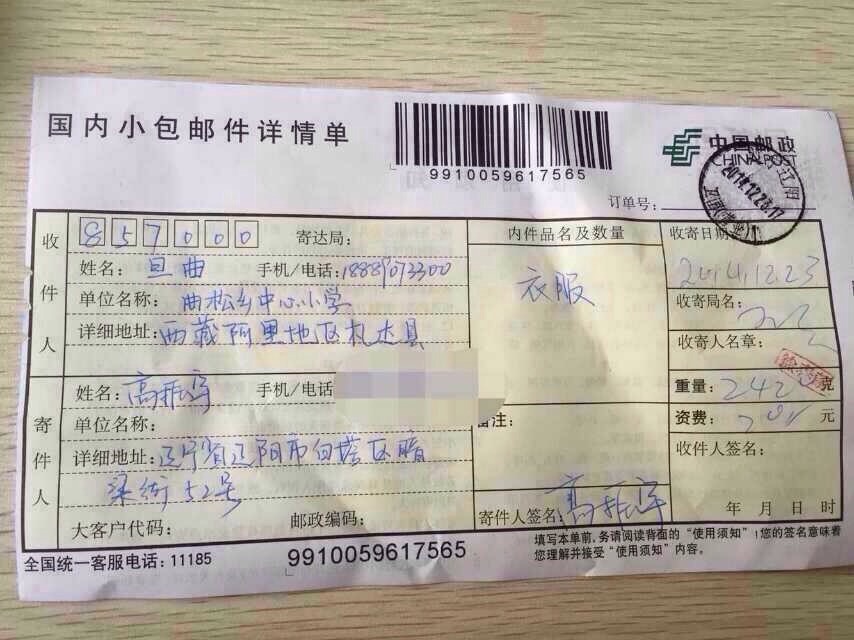 国内小包邮件详情单
9910059617565
中国邮政
CHINA POST
订单号：
收件人
857000 寄达局：
姓名：旦曲 手机/电话：18889073300
单位名称：曲松乡中心小学
详细地址：西藏阿里地区札达县
寄件人
姓名：高振宇 手机/电话
单位名称：
详细地址：辽宁省辽阳市白塔区
街52号
大客户代码： 邮政编码：
内件品名及数量
衣服
备注：
寄件人签名：高振宇
收寄日期：
2014.12.23
收寄局名：
收寄人名章：
重量： 克
资费： 元
收件人签名：
年 月 日 时
全国统一客服电话：11185
9910059617565
填写本单前,务请阅读背面的“使用须知”!您的签名意味着
您理解并接受“使用须知”内容。